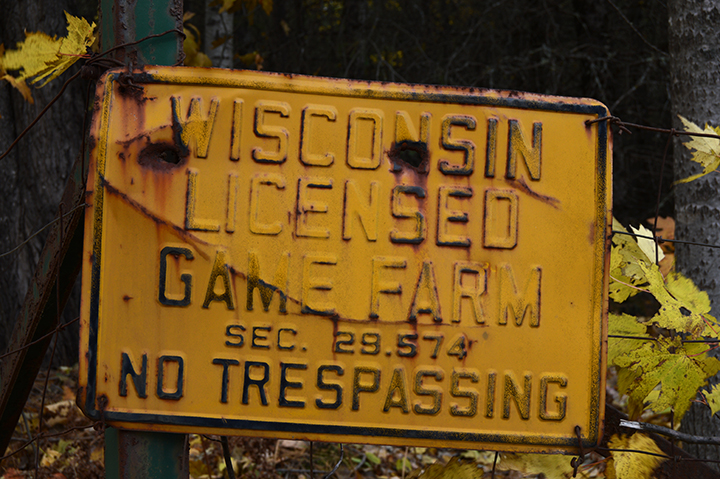 WISCONSIN
LICENSED
GAME FARM
SEC. 29.574
NO TRESPASSING